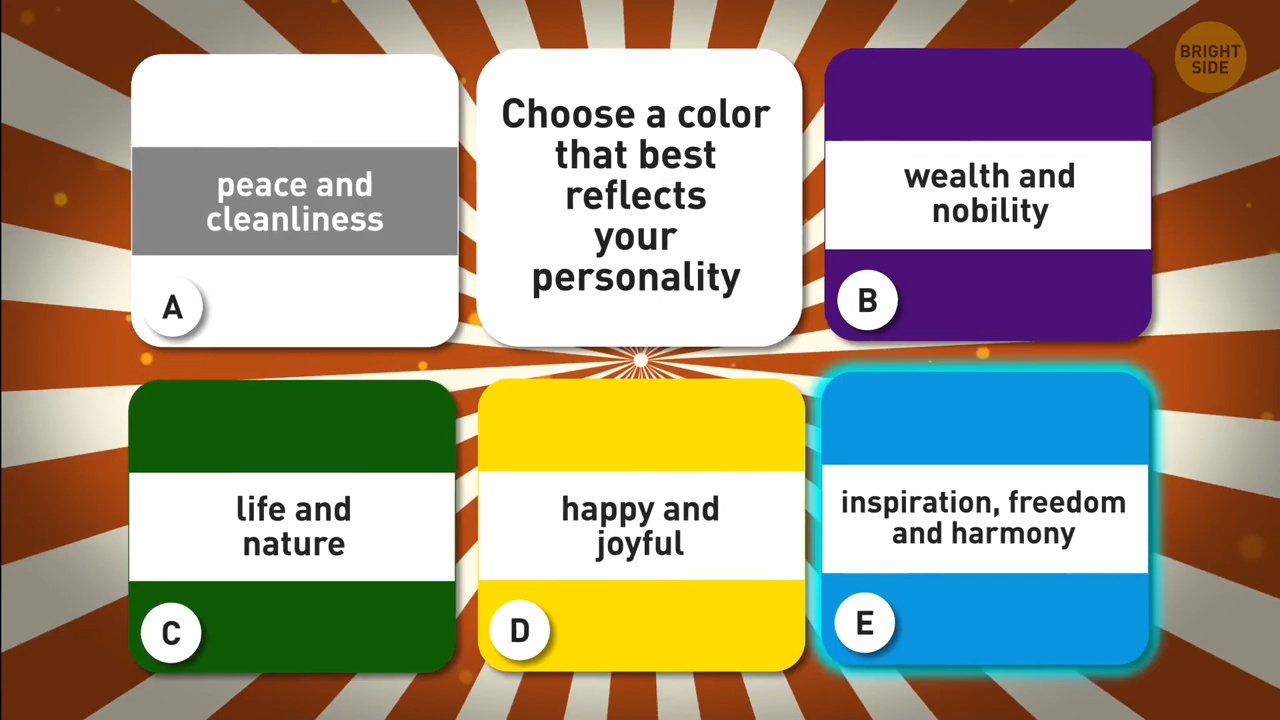 BRIGHT
SIDE
peace and
cleanliness
A
Choose a color
that best
reflects
your
personality
wealth and
nobility
B
life and
nature
C
happy and
joyful
D
inspiration, freedom
and harmony
E